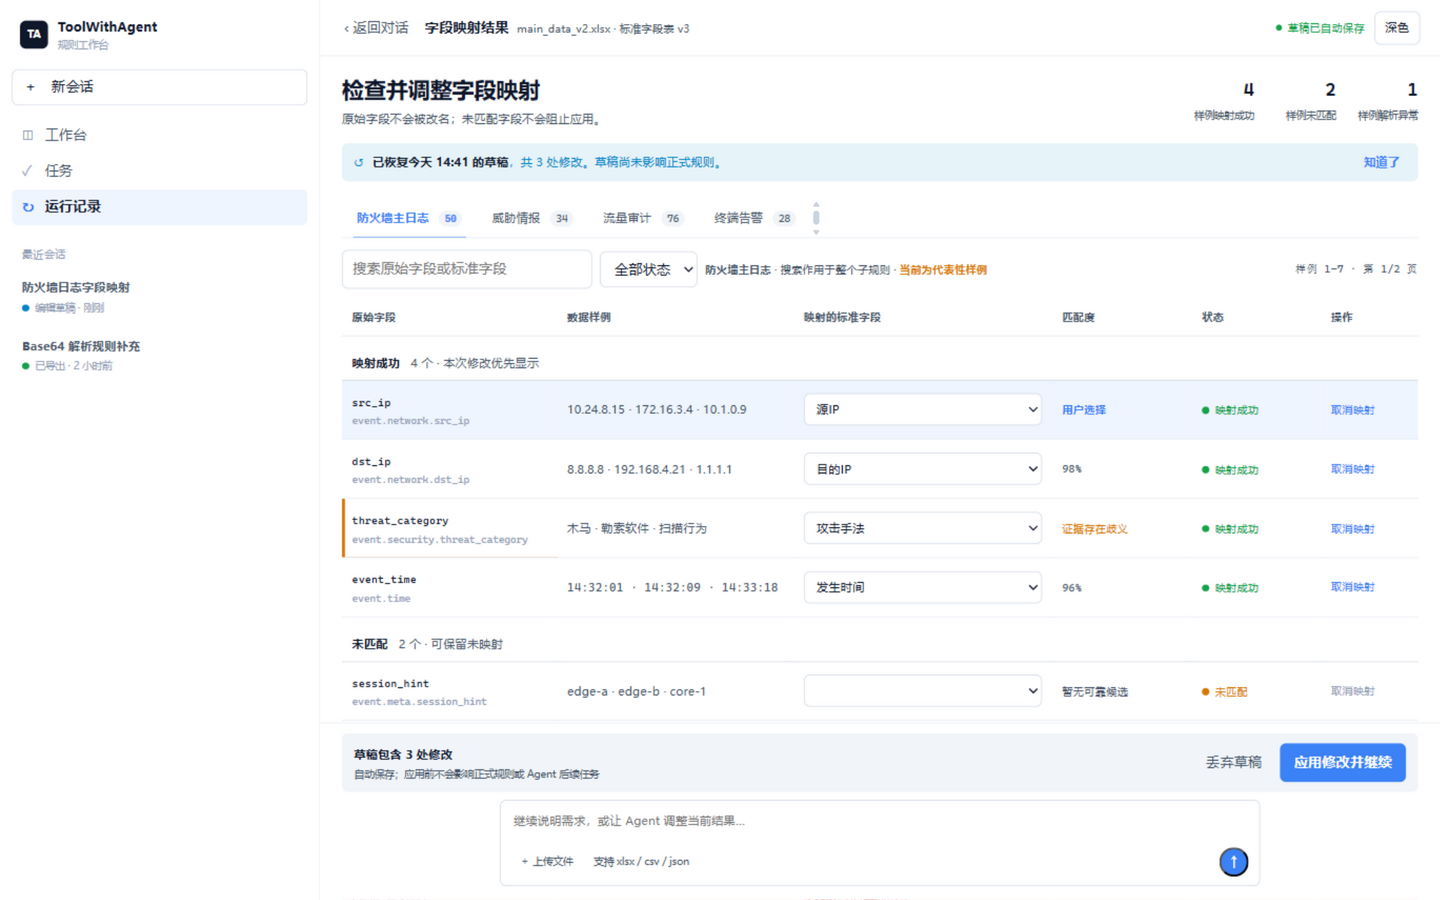 TA
ToolWithAgent
规则工作台
+ 新会话
工作台
任务
运行记录
最近会话
防火墙日志字段映射
编辑草稿 · 刚刚
Base64 解析规则补充
已导出 · 2 小时前
‹ 返回对话 字段映射结果 main_data_v2.xlsx · 标准字段表 v3
草稿已自动保存 深色
检查并调整字段映射
原始字段不会被改名；未匹配字段不会阻止应用。
4 2 1
样例映射成功 样例未匹配 样例解析异常
已恢复今天 14:41 的草稿，共 3 处修改。草稿尚未影响正式规则。 知道了
防火墙主日志 50 威胁情报 34 流量审计 76 终端告警 28
搜索原始字段或标准字段 全部状态 防火墙主日志 · 搜索作用于整个子规则 · 当前为代表性样例 样例 1-7 · 第 1/2 页
原始字段 数据样例 映射的标准字段 匹配度 状态 操作
映射成功 4 个 · 本次修改优先显示
src_ip
event.network.src_ip
10.24.8.15 · 172.16.3.4 · 10.1.0.9 源IP 用户选择 映射成功 取消映射
dst_ip
event.network.dst_ip
8.8.8.8 · 192.168.4.21 · 1.1.1.1 目的IP 98% 映射成功 取消映射
threat_category
event.security.threat_category
木马 · 勒索软件 · 扫描行为 攻击手法 证据存在歧义 映射成功 取消映射
event_time
event.time
14:32:01 · 14:32:09 · 14:33:18 发生时间 96% 映射成功 取消映射
未匹配 2 个 · 可保留未映射
session_hint
event.meta.session_hint
edge-a · edge-b · core-1 暂无可靠候选 未匹配 取消映射
草稿包含 3 处修改
自动保存；应用前不会影响正式规则或 Agent 后续任务
丢弃草稿 应用修改并继续
继续说明需求，或让 Agent 调整当前结果...
+ 上传文件 支持 xlsx / csv / json